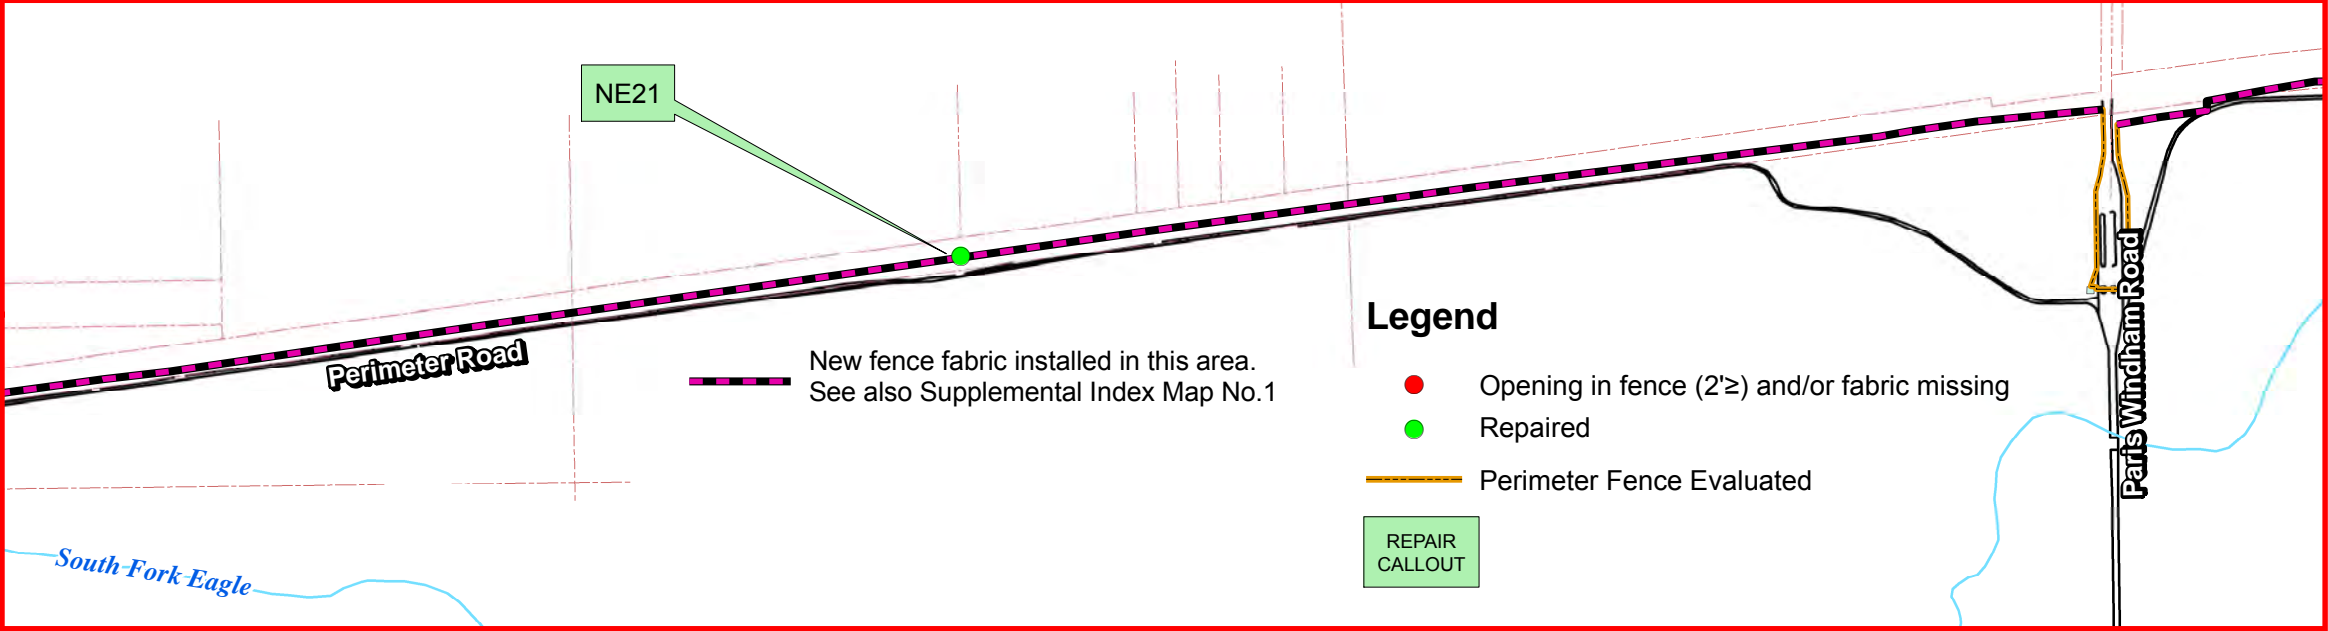 NE21
Perimeter Road
New fence fabric installed in this area.
See also Supplemental Index Map No.1
Legend
Opening in fence (2'≥) and/or fabric missing
Repaired
Perimeter Fence Evaluated
REPAIR
CALLOUT
Paris Windham Road
South Fork Eagle